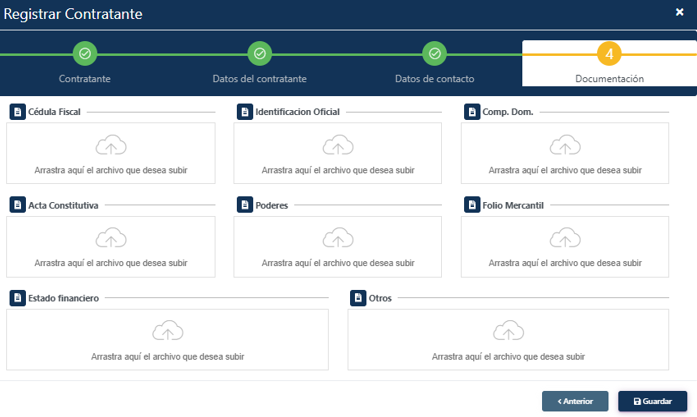 Registrar Contratante
×
4
Contratante
Datos del contratante
Datos de contacto
Documentación
Cédula Fiscal
Identificacion Oficial
Comp. Dom.
Arrastra aquí el archivo que desea subir
Arrastra aquí el archivo que desea subir
Arrastra aquí el archivo que desea subir
Acta Constitutiva
Poderes
Folio Mercantil
Arrastra aquí el archivo que desea subir
Arrastra aquí el archivo que desea subir
Arrastra aquí el archivo que desea subir
Estado financiero
Otros
Arrastra aquí el archivo que desea subir
Arrastra aquí el archivo que desea subir
‹ Anterior
Guardar